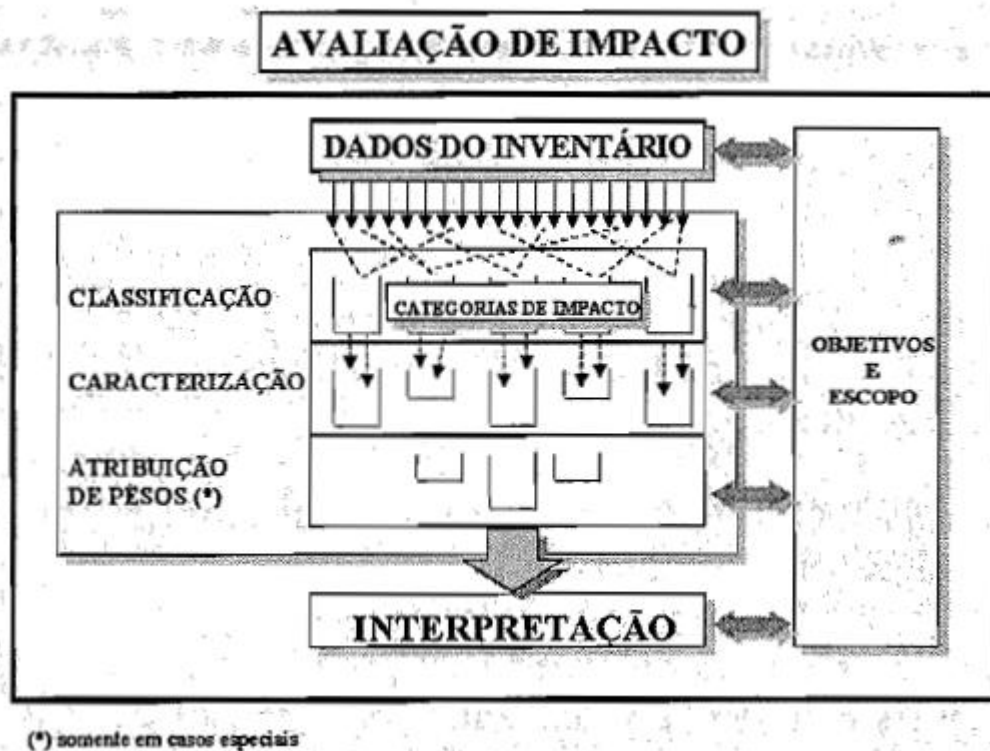 AVALIAÇÃO DE IMPACTO
DADOS DO INVENTÁRIO
CLASSIFICAÇÃO
CATEGORIAS DE IMPACTO
CARACTERIZAÇÃO
ATRIBUIÇÃO
DE PESOS (*)
OBJETIVOS
E
ESCOPO
INTERPRETAÇÃO
(*) somente em casos especiais